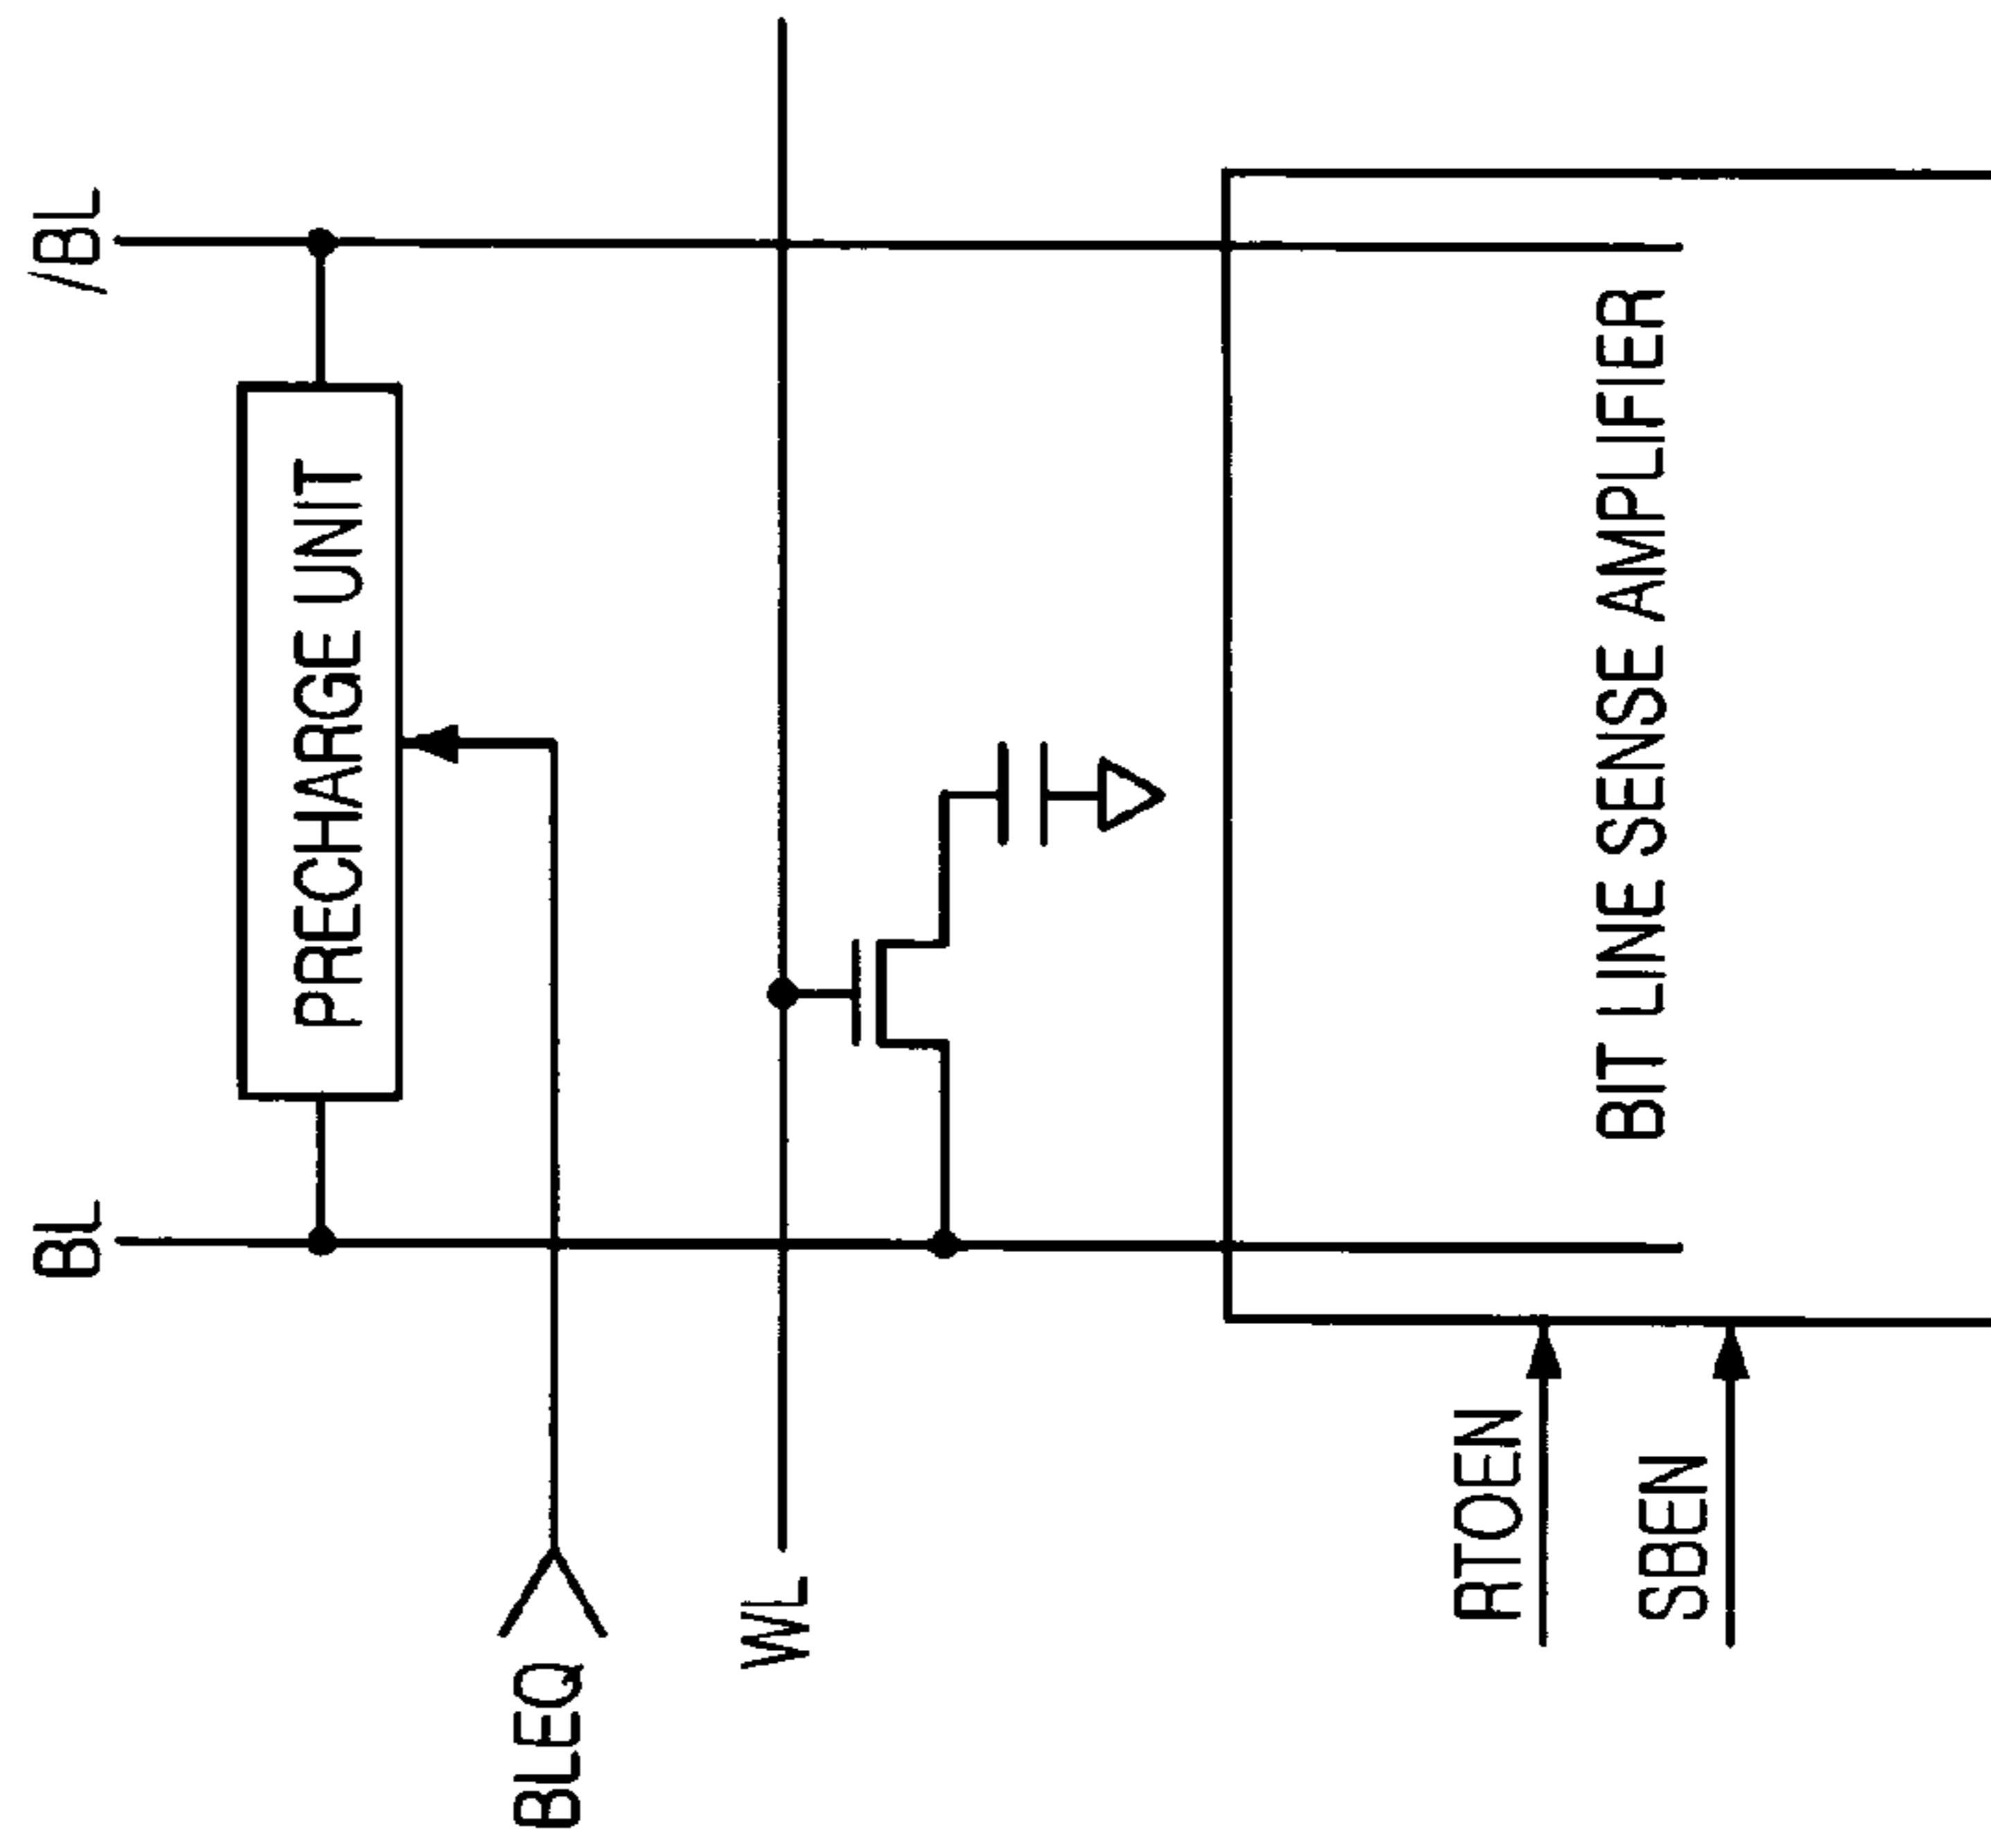 BL
/BL
PRECHARGE UNIT
BLEQ
WL
RTOEN
SBEN
BIT LINE SENSE AMPLIFIER